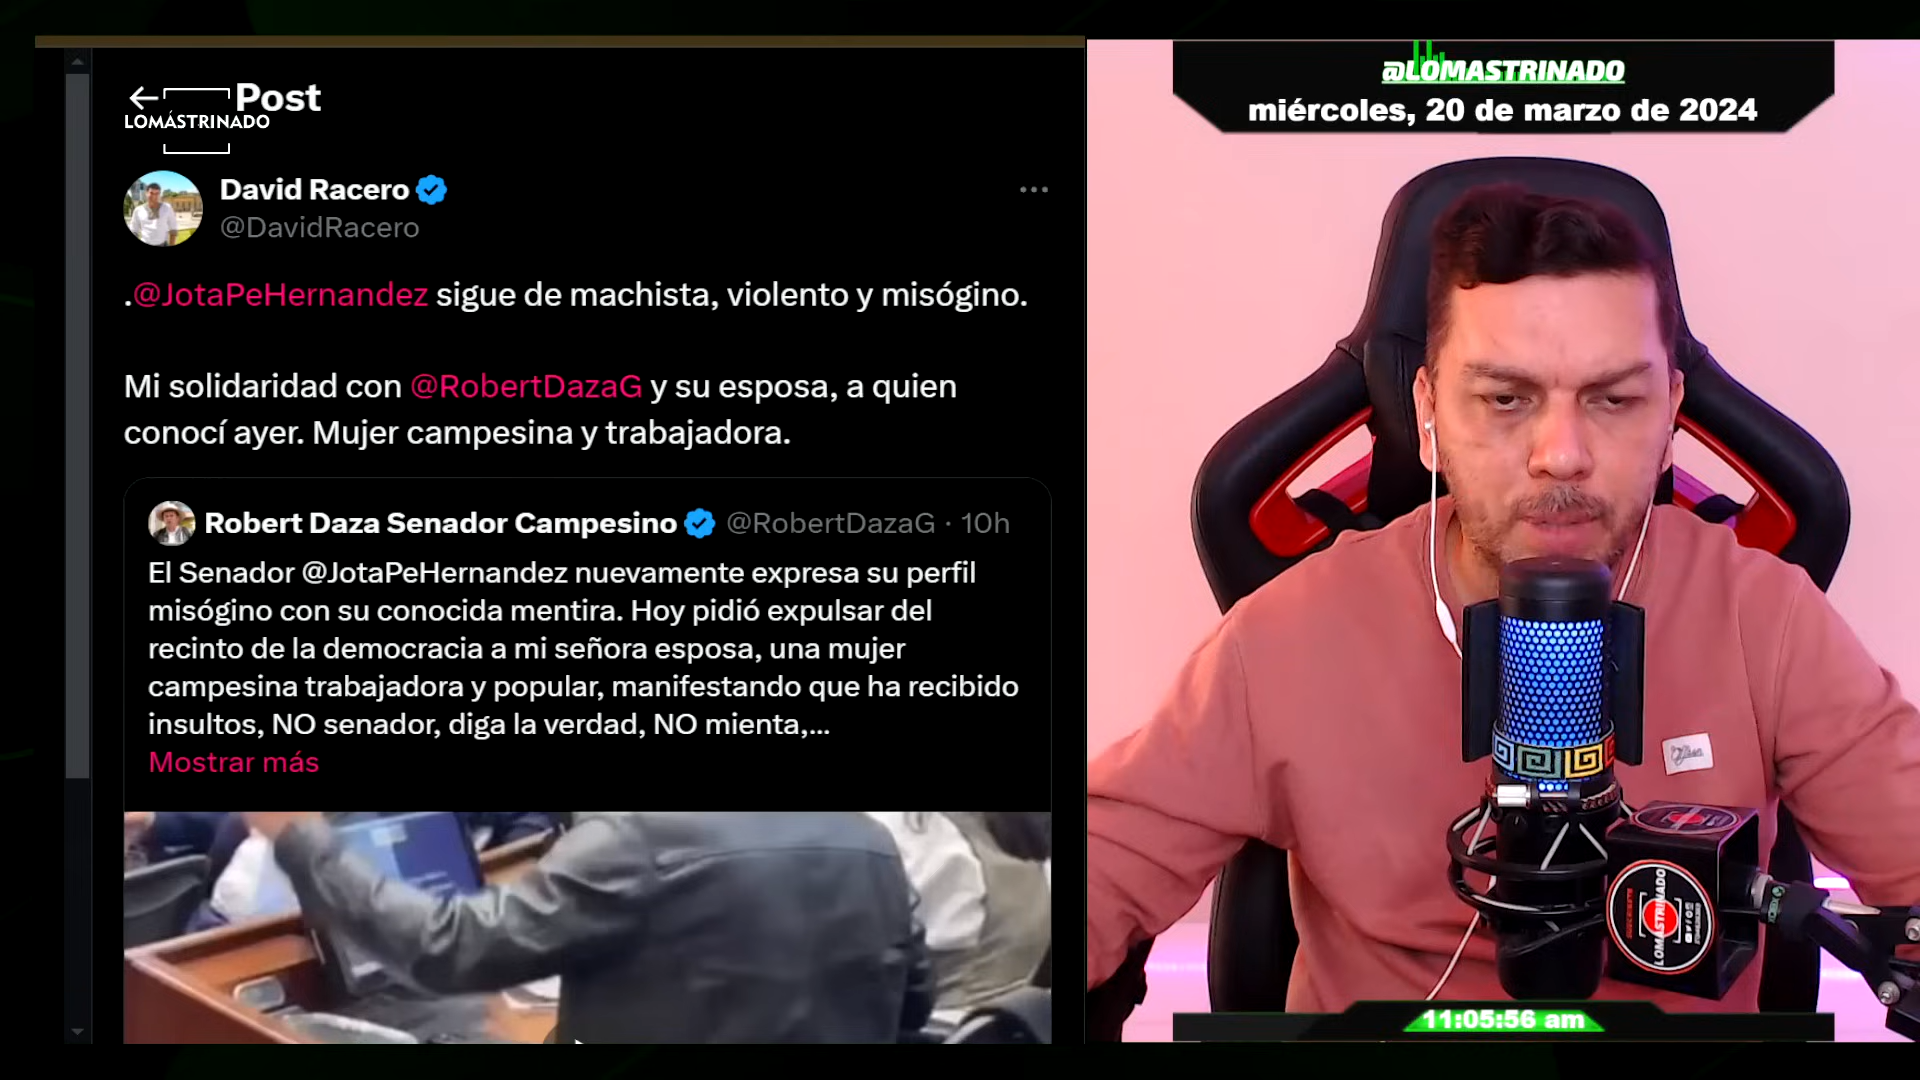 Post
LOMÁSTRINADO
David Racero
@DavidRacero
.@JotaPeHernandez sigue de machista, violento y misógino.
Mi solidaridad con @RobertDazaG y su esposa, a quien
conocí ayer. Mujer campesina y trabajadora.
Robert Daza Senador Campesino @RobertDazaG · 10h
El Senador @JotaPeHernandez nuevamente expresa su perfil
misógino con su conocida mentira. Hoy pidió expulsar del
recinto de la democracia a mi señora esposa, una mujer
campesina trabajadora y popular, manifestando que ha recibido
insultos, NO senador, diga la verdad, NO mienta,...
Mostrar más
@LOMASTRINADO
miércoles, 20 de marzo de 2024
LOMASTRINADO
11:05:56 am